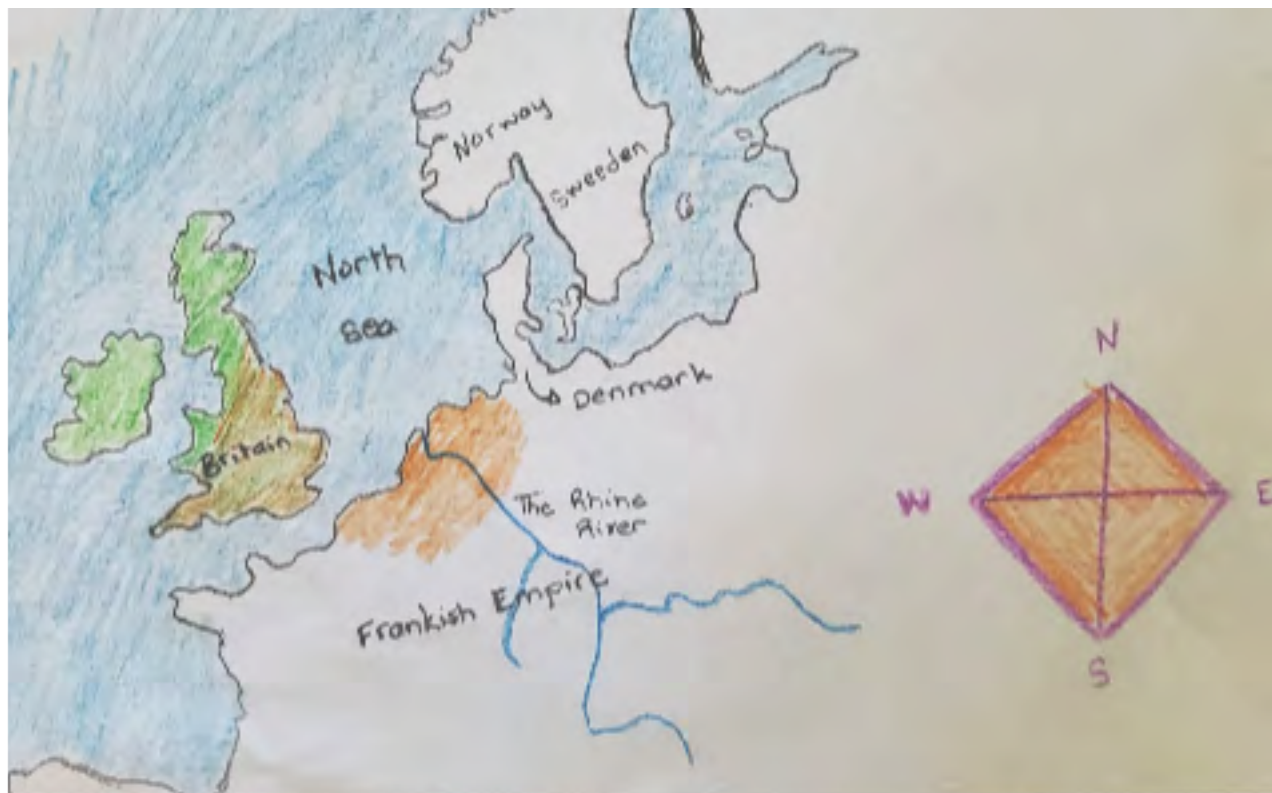 Norway
Sweeden
North
Sea
Britain
Denmark
The Rhine
River
Frankish Empire
N
W
E
S